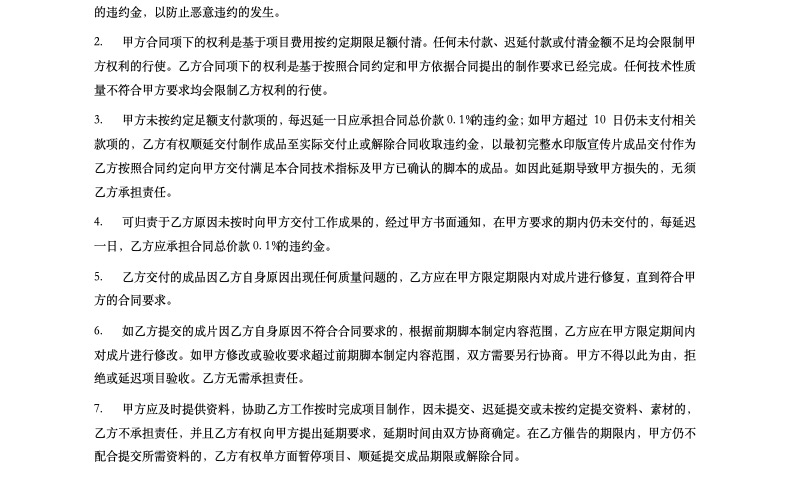 的违约金，以防止恶意违约的发生。
2. 甲方合同项下的权利是基于项目费用按约定期限足额付清。任何未付款、迟延付款或付清金额不足均会限制甲
方权利的行使。乙方合同项下的权利是基于按照合同约定和甲方依据合同提出的制作要求已经完成。任何技术性质
量不符合甲方要求均会限制乙方权利的行使。
3. 甲方未按约定足额支付款项的，每迟延一日应承担合同总价款 0.1%的违约金；如甲方超过 10 日仍未支付相关
款项的，乙方有权顺延交付制作成品至实际交付止或解除合同收取违约金，以最初完整水印版宣传片成品交付作为
乙方按照合同约定向甲方交付满足本合同技术指标及甲方已确认的脚本的成品。如因此延期导致甲方损失的，无须
乙方承担责任。
4. 可归责于乙方原因未按时向甲方交付工作成果的，经过甲方书面通知，在甲方要求的期内仍未交付的，每延迟
一日，乙方应承担合同总价款 0.1%的违约金。
5. 乙方交付的成品因乙方自身原因出现任何质量问题的，乙方应在甲方限定期限内对成片进行修复，直到符合甲
方的合同要求。
6. 如乙方提交的成片因乙方自身原因不符合合同要求的，根据前期脚本制定内容范围，乙方应在甲方限定期间内
对成片进行修改。如甲方修改或验收要求超过前期脚本制定内容范围，双方需要另行协商。甲方不得以此为由，拒
绝或延迟项目验收。乙方无需承担责任。
7. 甲方应及时提供资料，协助乙方工作按时完成项目制作，因未提交、迟延提交或未按约定提交资料、素材的，
乙方不承担责任，并且乙方有权向甲方提出延期要求，延期时间由双方协商确定。在乙方催告的期限内，甲方仍不
配合提交所需资料的，乙方有权单方面暂停项目、顺延提交成品期限或解除合同。